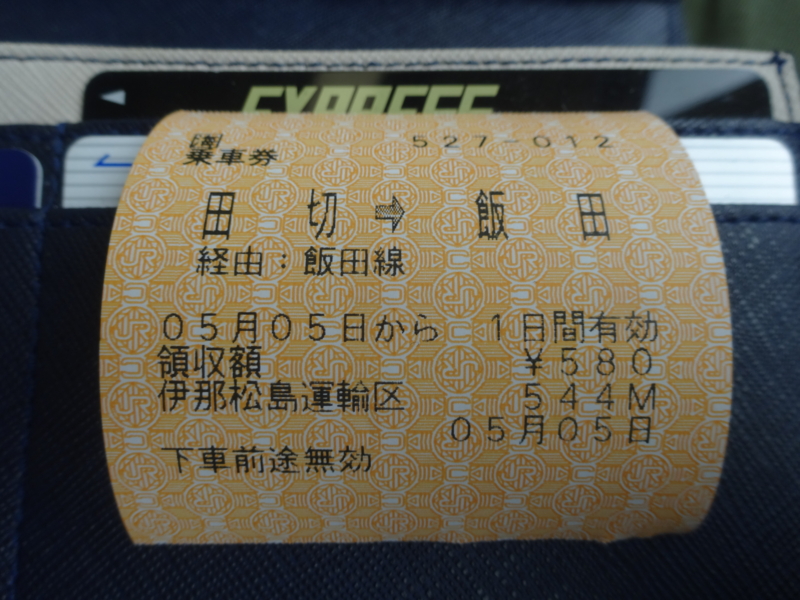 EXPRESS
乗車券
527-012
田切⇨飯田
経由：飯田線
05月05日から 1日間有効
領収額 ¥580
伊那松島運輸区 544M
05月05日
下車前途無効